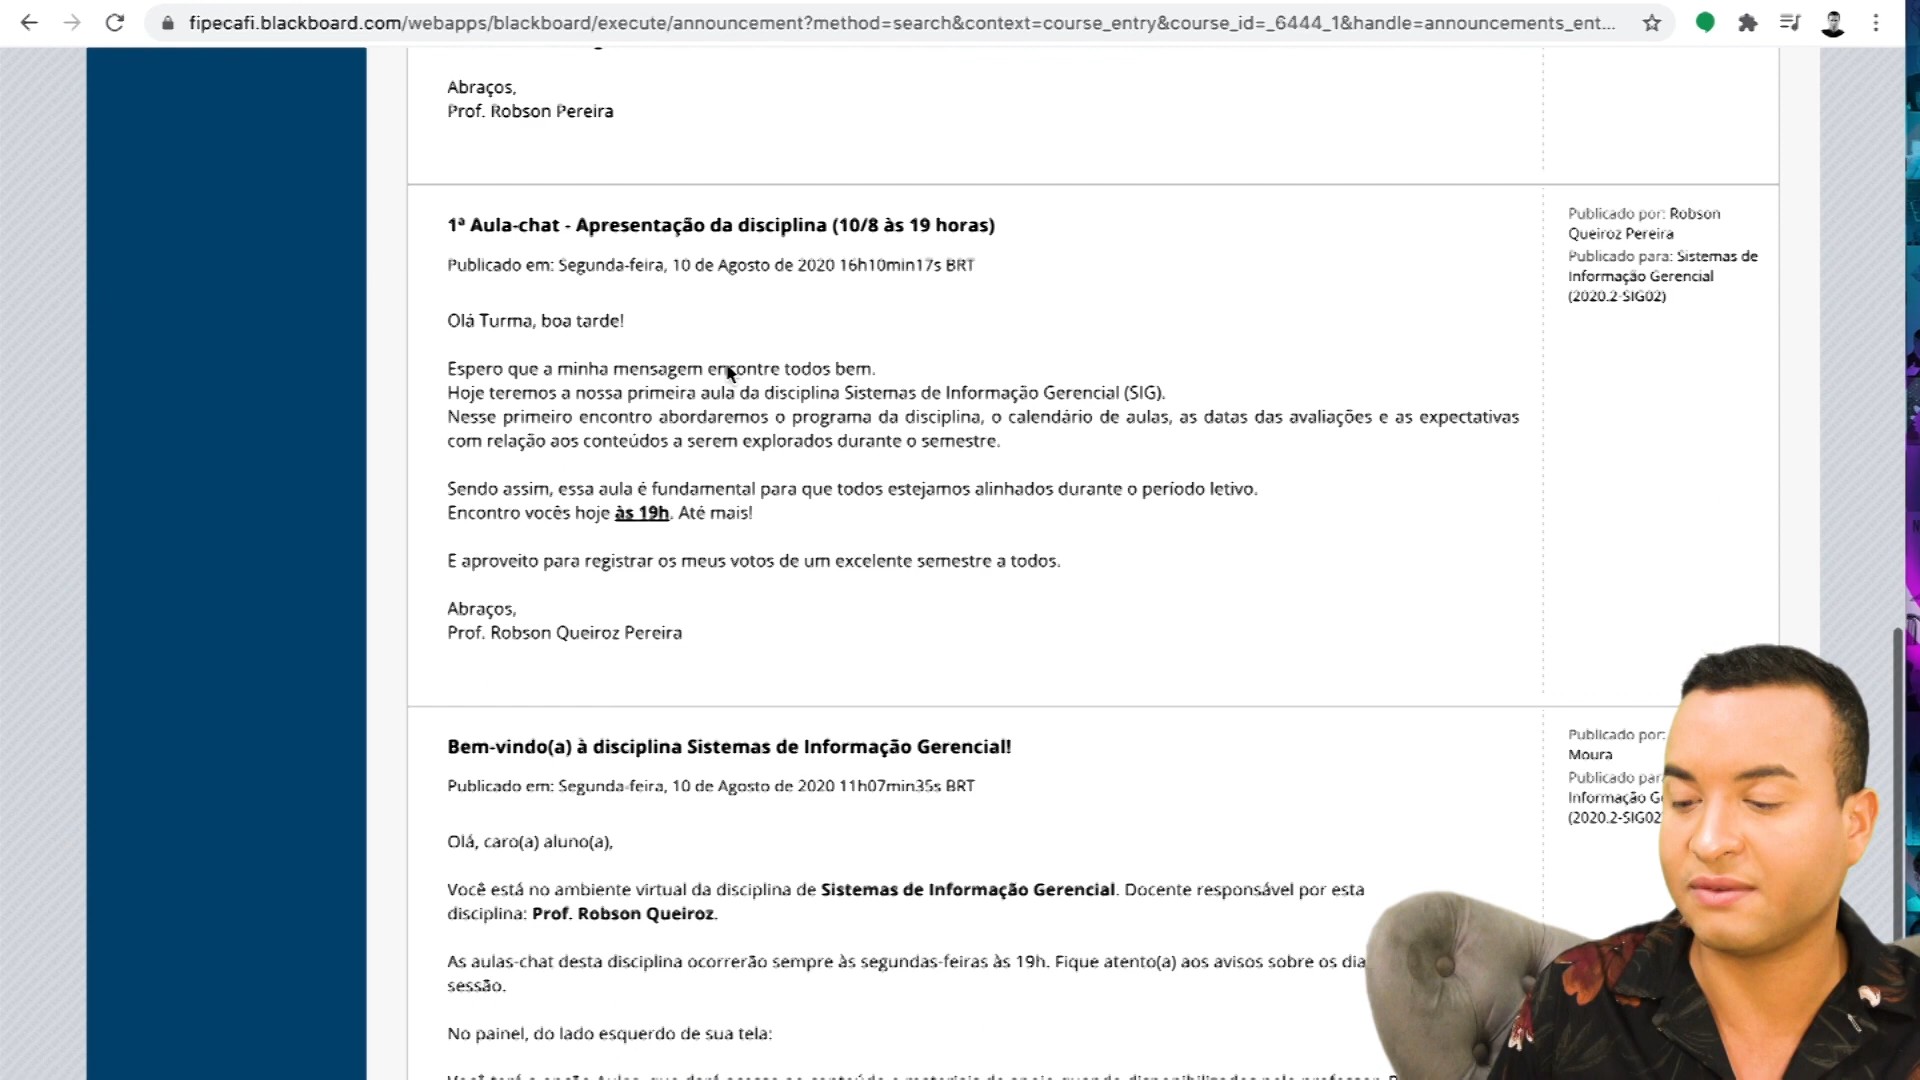 fipecafi.blackboard.com/webapps/blackboard/execute/announcement?method=search&context=course_entry&course_id=_6444_1&handle=announcements_ent...
Abraços,
Prof. Robson Pereira
1ª Aula-chat - Apresentação da disciplina (10/8 às 19 horas)
Publicado em: Segunda-feira, 10 de Agosto de 2020 16h10min17s BRT
Publicado por: Robson
Queiroz Pereira
Publicado para: Sistemas de
Informação Gerencial
(2020.2-SIG02)
Olá Turma, boa tarde!
Espero que a minha mensagem encontre todos bem.
Hoje teremos a nossa primeira aula da disciplina Sistemas de Informação Gerencial (SIG).
Nesse primeiro encontro abordaremos o programa da disciplina, o calendário de aulas, as datas das avaliações e as expectativas
com relação aos conteúdos a serem explorados durante o semestre.
Sendo assim, essa aula é fundamental para que todos estejamos alinhados durante o período letivo.
Encontro vocês hoje às 19h. Até mais!
E aproveito para registrar os meus votos de um excelente semestre a todos.
Abraços,
Prof. Robson Queiroz Pereira
Bem-vindo(a) à disciplina Sistemas de Informação Gerencial!
Publicado em: Segunda-feira, 10 de Agosto de 2020 11h07min35s BRT
Publicado por:
Moura
Publicado par
Informação G
(2020.2-SIG02
Olá, caro(a) aluno(a),
Você está no ambiente virtual da disciplina de Sistemas de Informação Gerencial. Docente responsável por esta
disciplina: Prof. Robson Queiroz.
As aulas-chat desta disciplina ocorrerão sempre às segundas-feiras às 19h. Fique atento(a) aos avisos sobre os dia
sessão.
No painel, do lado esquerdo de sua tela: